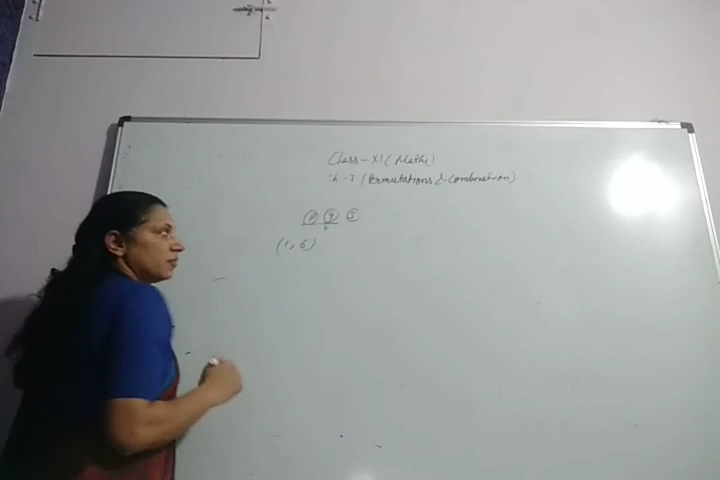 Class - XI (Maths)
Ch-7 (Permutations & Combination)
(1, 6)